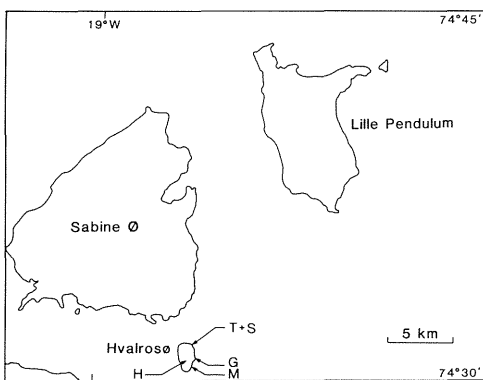 19°W
74°45′
Lille Pendulum
Sabine Ø
Hvalrosø
T+S
5 km
G
H
M
74°30′